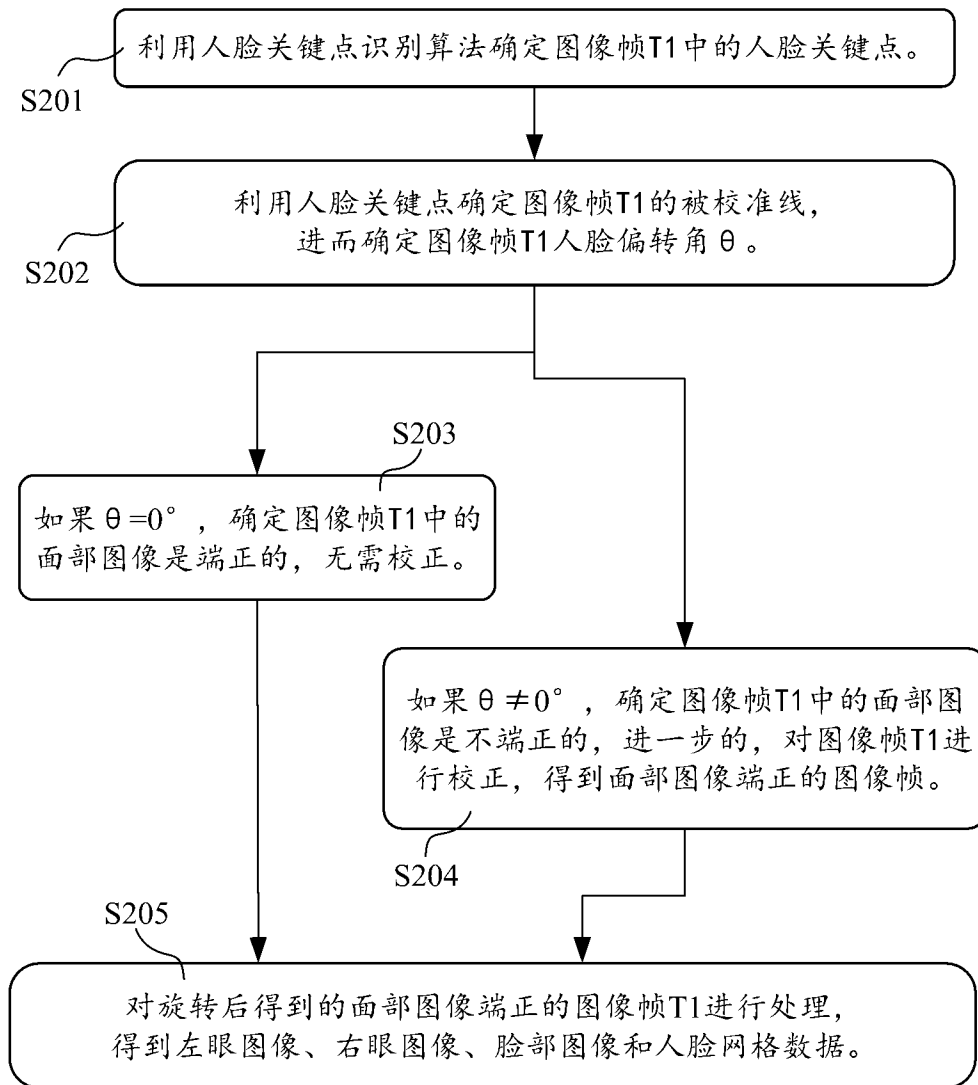 利用人脸关键点识别算法确定图像帧T1中的人脸关键点。
S201
利用人脸关键点确定图像帧T1的被校准线，
进而确定图像帧T1人脸偏转角θ。
S202
S203
如果θ=0°，确定图像帧T1中的
面部图像是端正的，无需校正。
如果θ≠0°，确定图像帧T1中的面部图
像是不端正的，进一步的，对图像帧T1进
行校正，得到面部图像端正的图像帧。
S204
S205
对旋转后得到的面部图像端正的图像帧T1进行处理，
得到左眼图像、右眼图像、脸部图像和人脸网格数据。